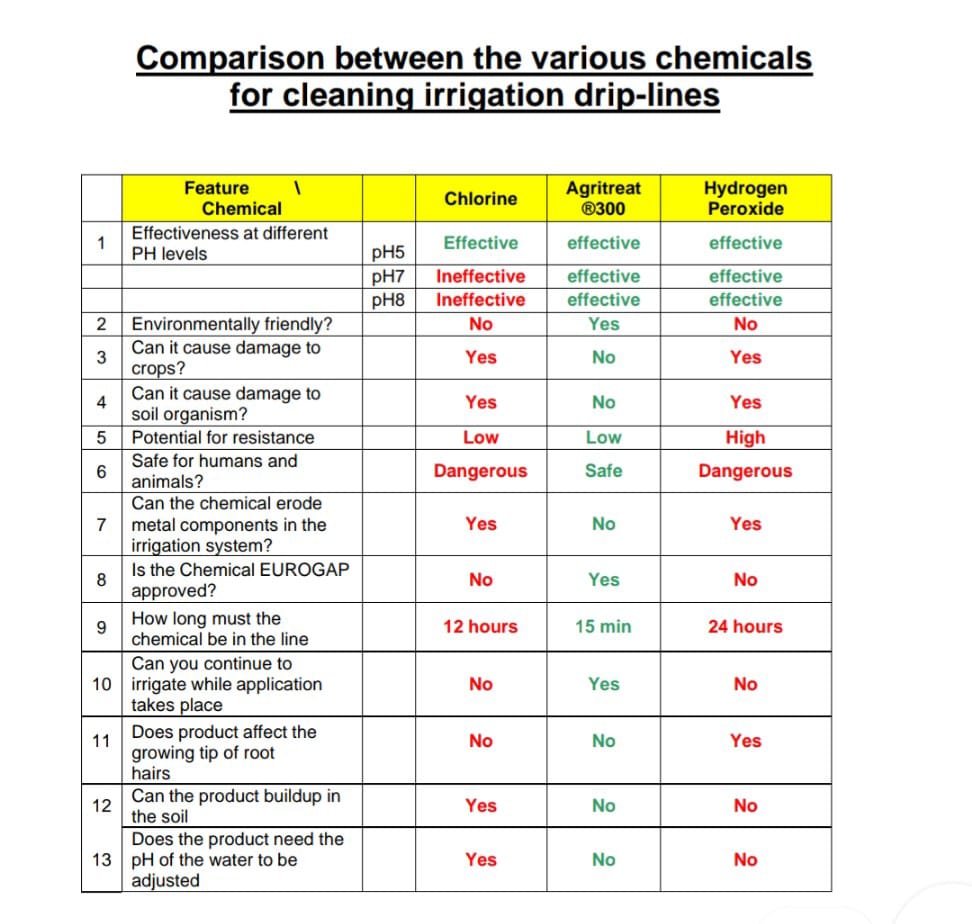 Comparison between the various chemicals
for cleaning irrigation drip-lines
Feature \
Chemical
Chlorine
Agritreat
®300
Hydrogen
Peroxide
1
Effectiveness at different
PH levels
pH5
Effective
effective
effective
pH7
Ineffective
effective
effective
pH8
Ineffective
effective
effective
2
Environmentally friendly?
No
Yes
No
3
Can it cause damage to
crops?
Yes
No
Yes
4
Can it cause damage to
soil organism?
Yes
No
Yes
5
Potential for resistance
Low
Low
High
6
Safe for humans and
animals?
Dangerous
Safe
Dangerous
7
Can the chemical erode
metal components in the
irrigation system?
Yes
No
Yes
8
Is the Chemical EUROGAP
approved?
No
Yes
No
9
How long must the
chemical be in the line
12 hours
15 min
24 hours
10
Can you continue to
irrigate while application
takes place
No
Yes
No
11
Does product affect the
growing tip of root
hairs
No
No
Yes
12
Can the product buildup in
the soil
Yes
No
No
13
Does the product need the
pH of the water to be
adjusted
Yes
No
No